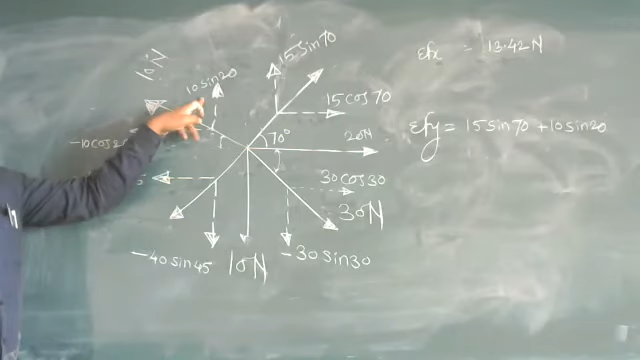 10N
10sin20
15sin70
15cos70
-10cos20
70°
20N
30cos30
30N
-40sin45
10N
-30sin30
Σfx = 13.42N
Σfy = 15sin70 + 10sin20